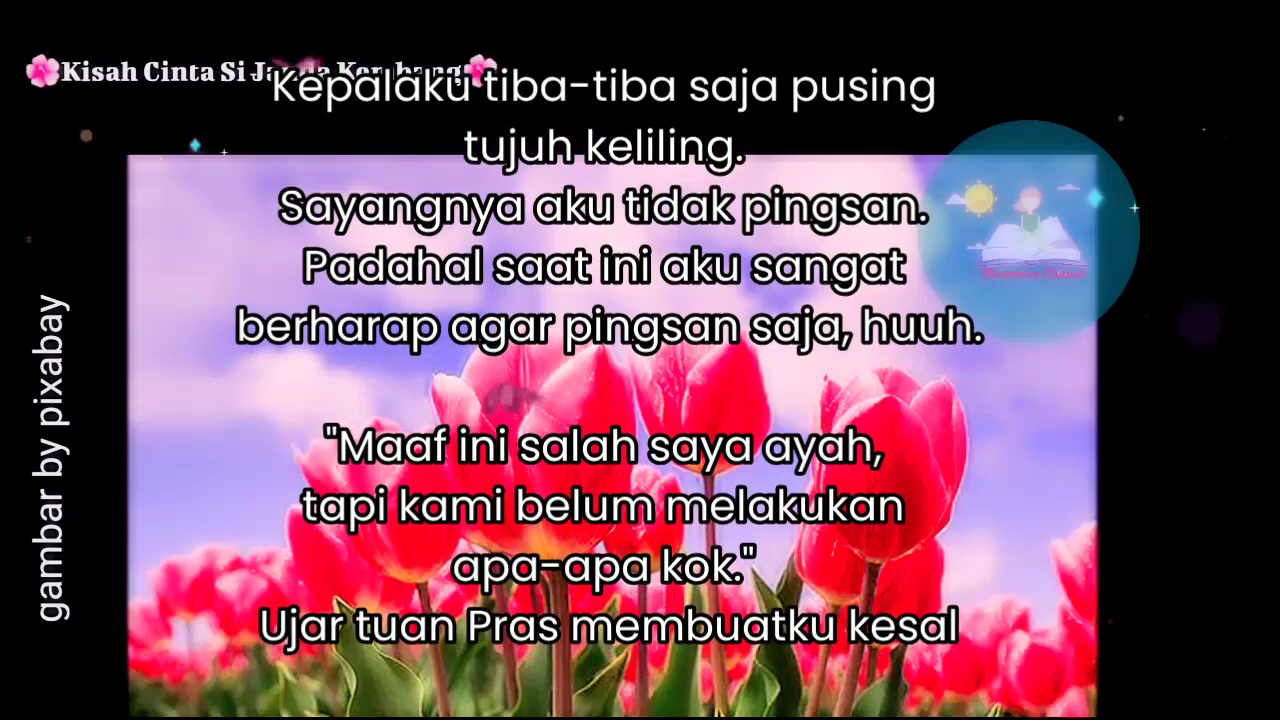 Kisah Cinta Si
Kepalaku tiba-tiba saja pusing
tujuh keliling.
Sayangnya aku tidak pingsan.
Padahal saat ini aku sangat
berharap agar pingsan saja, huuh.
"Maaf ini salah saya ayah,
tapi kami belum melakukan
apa-apa kok."
Ujar tuan Pras membuatku kesal
gambar by pixabay